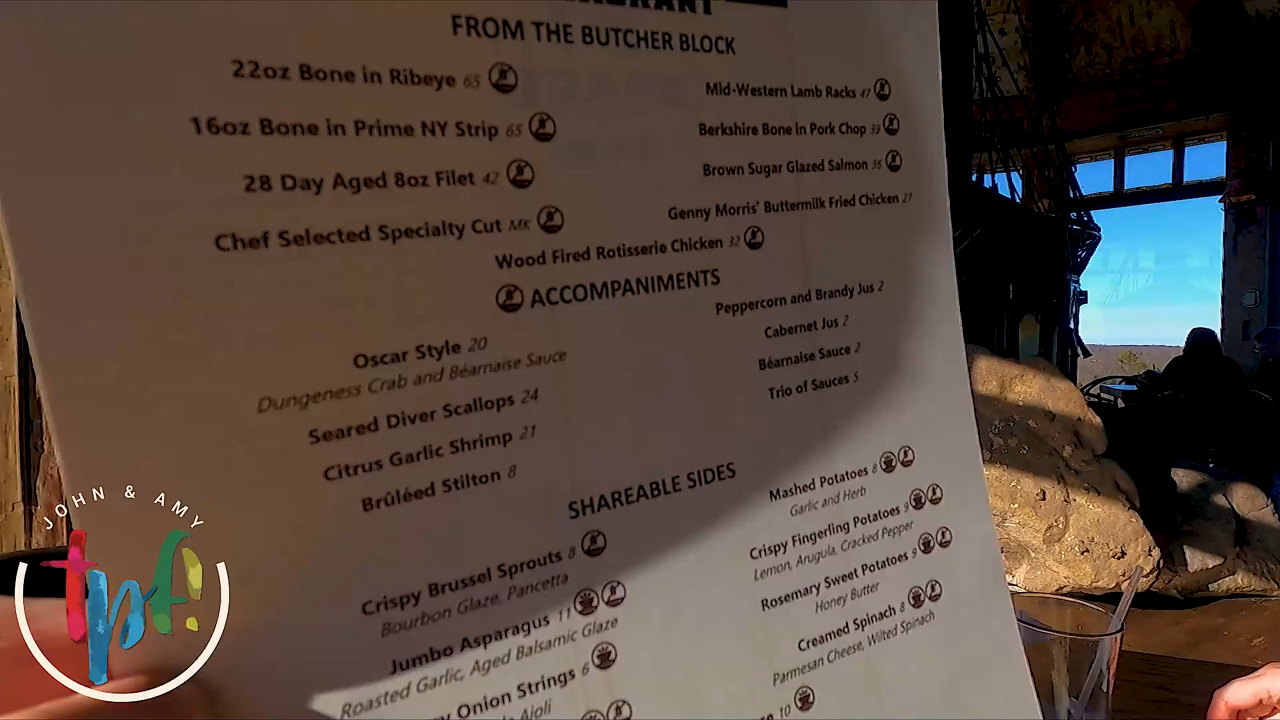 FROM THE BUTCHER BLOCK
22oz Bone in Ribeye 65
16oz Bone in Prime NY Strip 65
28 Day Aged 8oz Filet 42
Chef Selected Specialty Cut MK
Mid-Western Lamb Racks 47
Berkshire Bone in Pork Chop 39
Brown Sugar Glazed Salmon 36
Genny Morris' Buttermilk Fried Chicken 27
Wood Fired Rotisserie Chicken 32
ACCOMPANIMENTS
Oscar Style 20
Dungeness Crab and Béarnaise Sauce
Seared Diver Scallops 24
Citrus Garlic Shrimp 21
Brûléed Stilton 8
Peppercorn and Brandy Jus 2
Cabernet Jus 2
Béarnaise Sauce 2
Trio of Sauces 5
SHAREABLE SIDES
Crispy Brussel Sprouts 8
Bourbon Glaze, Pancetta
Jumbo Asparagus 11
Roasted Garlic, Aged Balsamic Glaze
Onion Strings 6
Aioli
Mashed Potatoes 8
Garlic and Herb
Crispy Fingerling Potatoes 9
Lemon, Arugula, Cracked Pepper
Rosemary Sweet Potatoes 9
Honey Butter
Creamed Spinach 8
Parmesan Cheese, Wilted Spinach
10
JOHN & AMY
tpf!